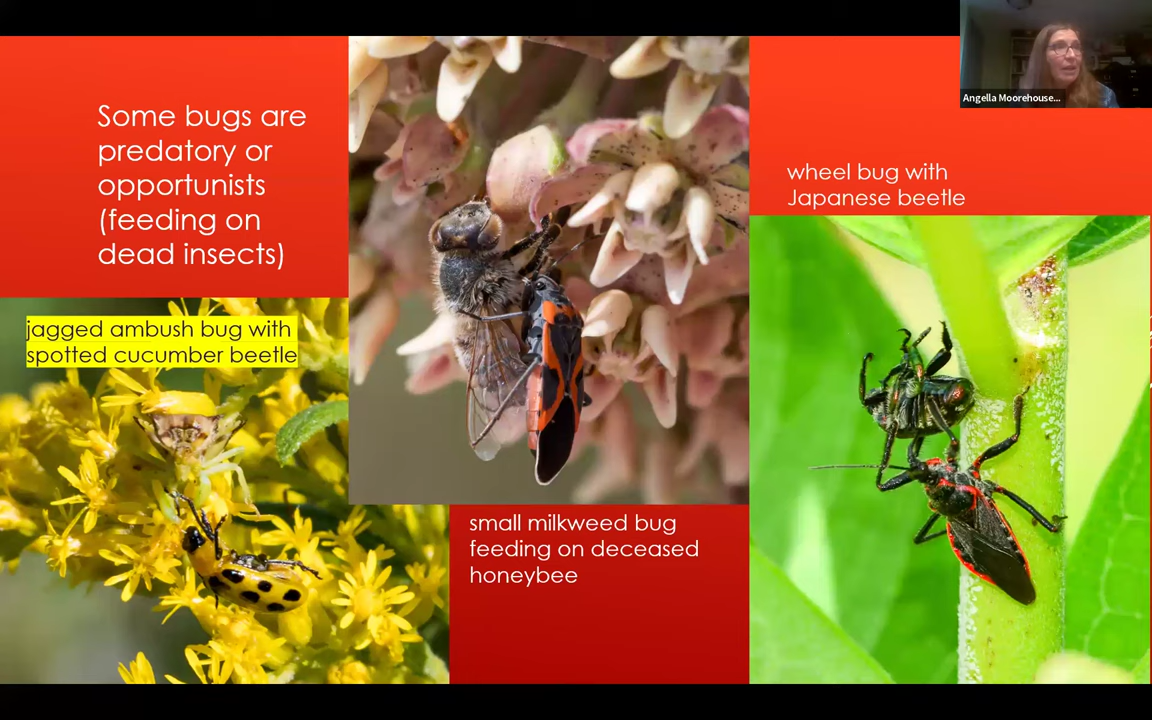 Some bugs are
predatory or
opportunists
(feeding on
dead insects)
jagged ambush bug with
spotted cucumber beetle
small milkweed bug
feeding on deceased
honeybee
wheel bug with
Japanese beetle
Angella Moorehouse...